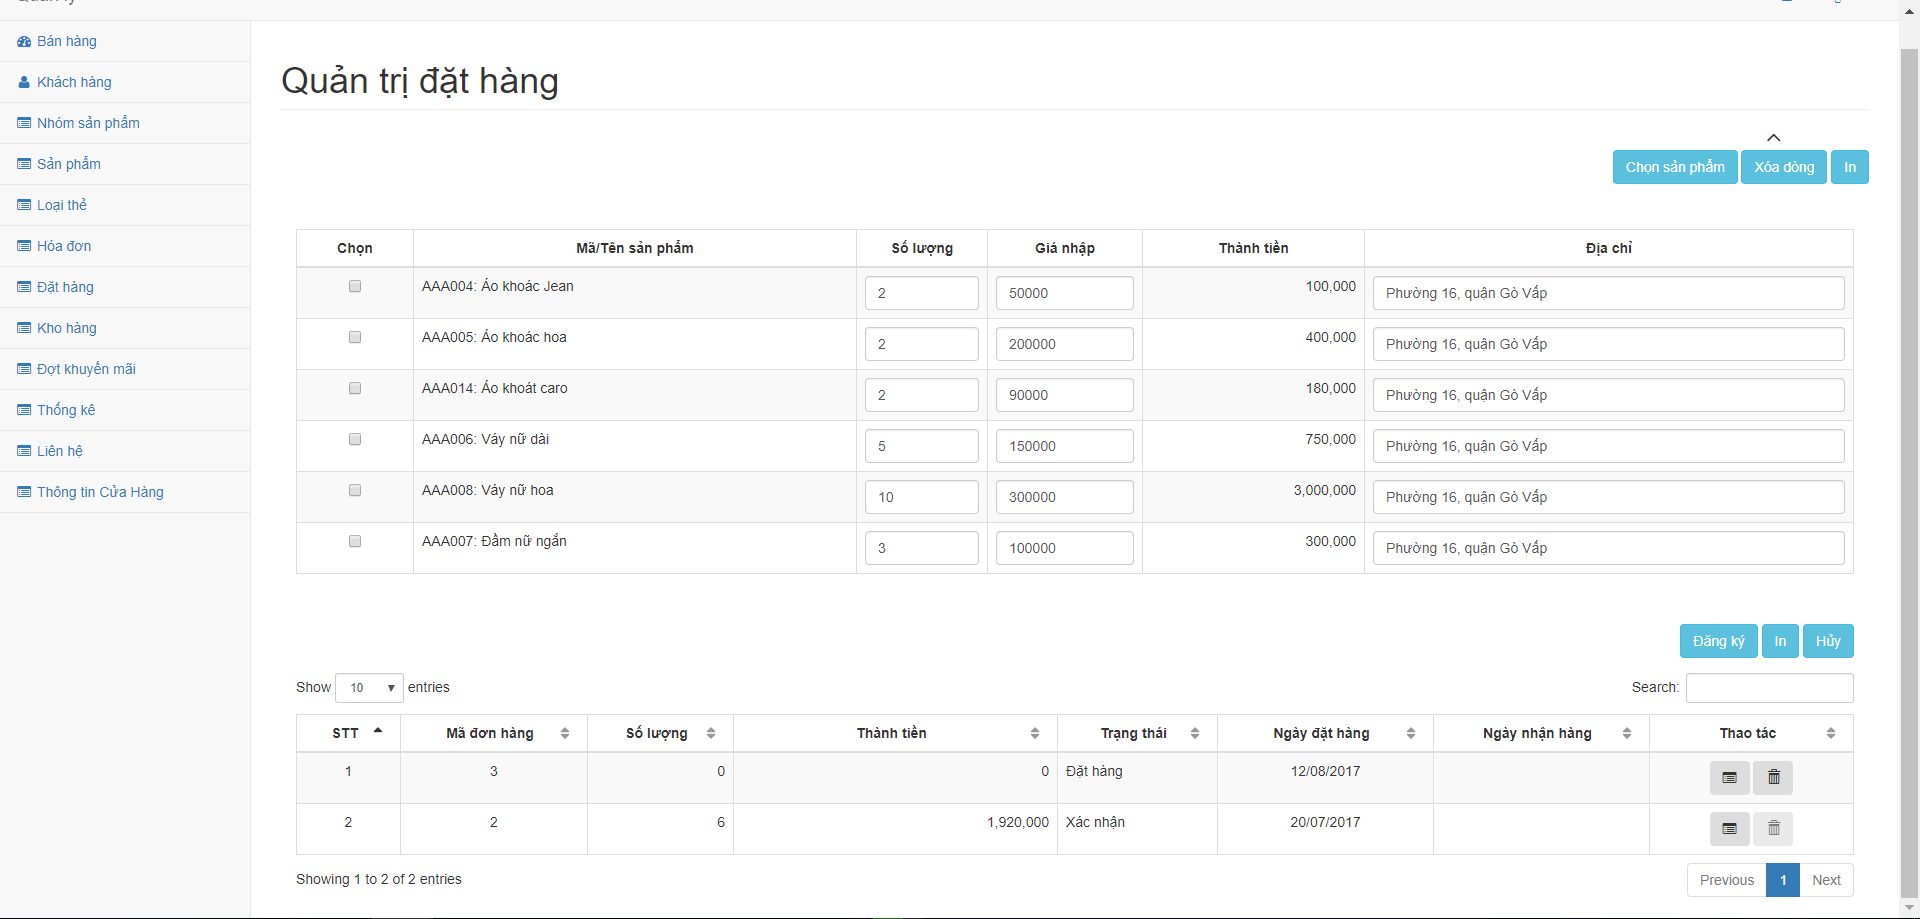 Bán hàng
Khách hàng
Nhóm sản phẩm
Sản phẩm
Loại thẻ
Hóa đơn
Đặt hàng
Kho hàng
Đợt khuyến mãi
Thống kê
Liên hệ
Thông tin Cửa Hàng
Quản trị đặt hàng
Chọn sản phẩm Xóa dòng In
Chọn Mã/Tên sản phẩm Số lượng Giá nhập Thành tiền Địa chỉ
AAA004: Áo khoác Jean 2 50000 100,000 Phường 16, quận Gò Vấp
AAA005: Áo khoác hoa 2 200000 400,000 Phường 16, quận Gò Vấp
AAA014: Áo khoát caro 2 90000 180,000 Phường 16, quận Gò Vấp
AAA006: Váy nữ dài 5 150000 750,000 Phường 16, quận Gò Vấp
AAA008: Váy nữ hoa 10 300000 3,000,000 Phường 16, quận Gò Vấp
AAA007: Đầm nữ ngắn 3 100000 300,000 Phường 16, quận Gò Vấp
Đăng ký In Hủy
Show 10 entries Search:
STT Mã đơn hàng Số lượng Thành tiền Trạng thái Ngày đặt hàng Ngày nhận hàng Thao tác
1 3 0 0 Đặt hàng 12/08/2017
2 2 6 1,920,000 Xác nhận 20/07/2017
Showing 1 to 2 of 2 entries Previous 1 Next